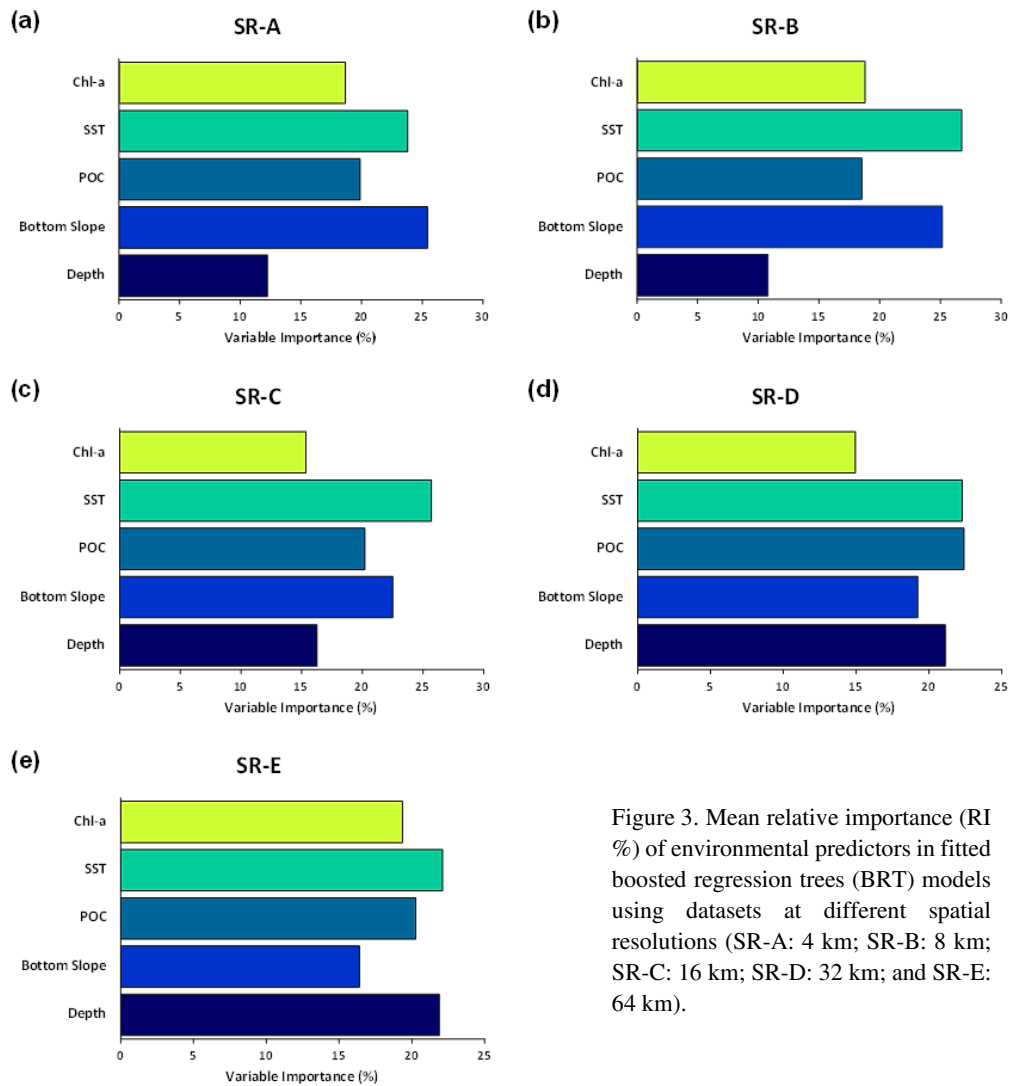 (a)
SR-A
Chl-a
SST
POC
Bottom Slope
Depth
0 5 10 15 20 25 30
Variable Importance (%)
(b)
SR-B
Chl-a
SST
POC
Bottom Slope
Depth
0 5 10 15 20 25 30
Variable Importance (%)
(c)
SR-C
Chl-a
SST
POC
Bottom Slope
Depth
0 5 10 15 20 25 30
Variable Importance (%)
(d)
SR-D
Chl-a
SST
POC
Bottom Slope
Depth
0 5 10 15 20 25
Variable Importance (%)
(e)
SR-E
Chl-a
SST
POC
Bottom Slope
Depth
0 5 10 15 20 25
Variable Importance (%)
Figure 3. Mean relative importance (RI
%) of environmental predictors in fitted
boosted regression trees (BRT) models
using datasets at different spatial
resolutions (SR-A: 4 km; SR-B: 8 km;
SR-C: 16 km; SR-D: 32 km; and SR-E:
64 km).